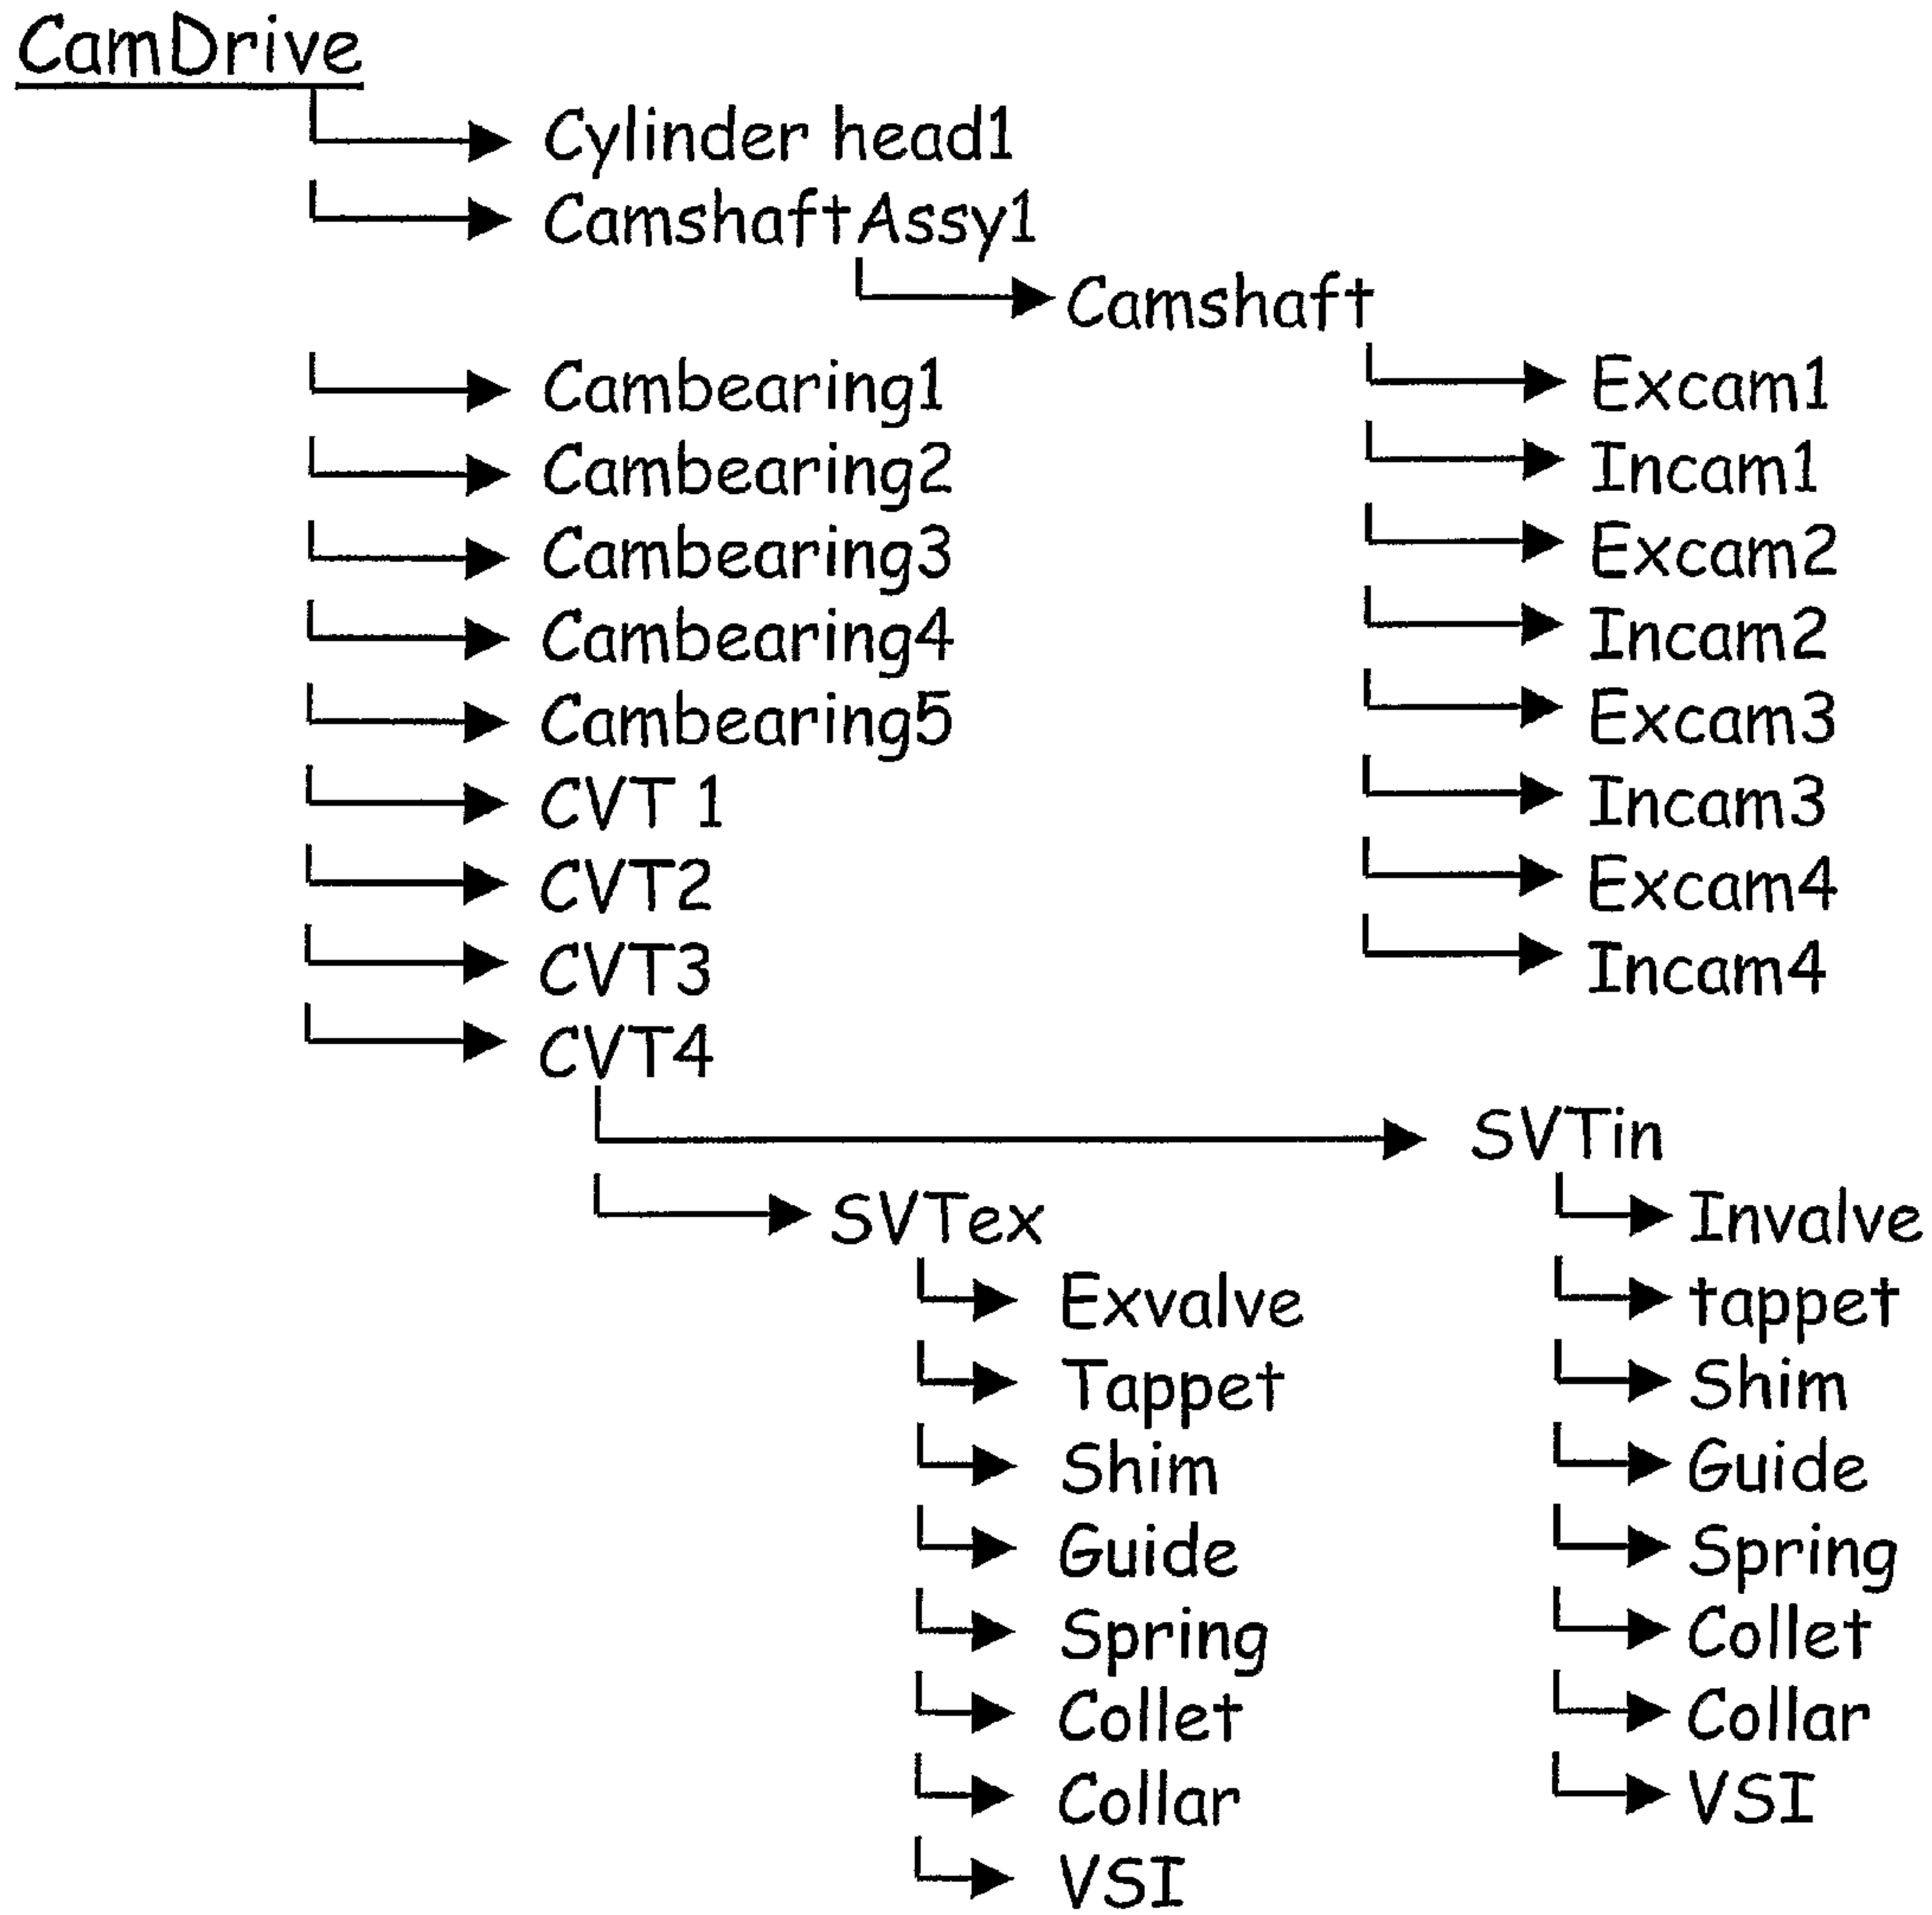 CamDrive
Cylinder head1
CamshaftAssy1
Camshaft
Cambearing1
Cambearing2
Cambearing3
Cambearing4
Cambearing5
CVT 1
CVT2
CVT3
CVT4
Excam1
Incam1
Excam2
Incam2
Excam3
Incam3
Excam4
Incam4
SVTex
Exvalve
Tappet
Shim
Guide
Spring
Collet
Collar
VSI
SVTin
Invalve
tappet
Shim
Guide
Spring
Collet
Collar
VSI